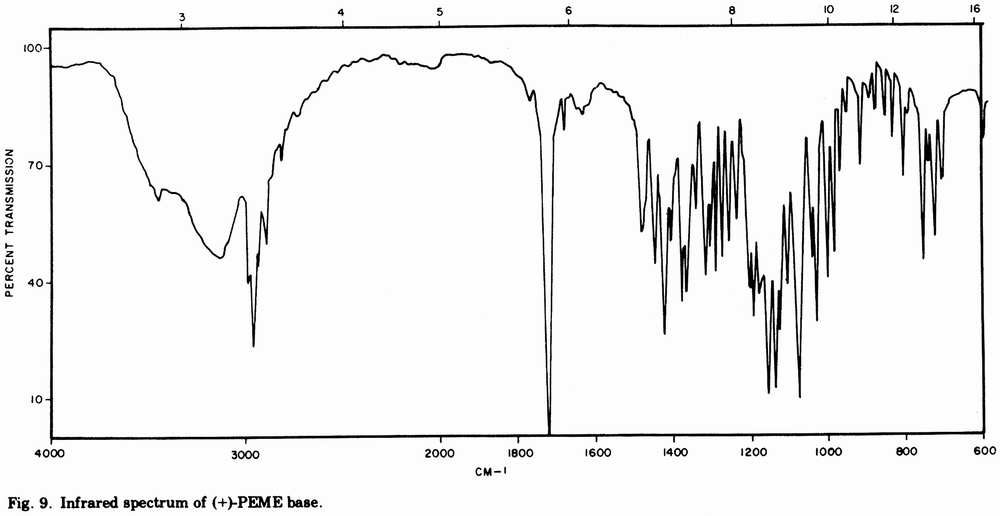 3 4 5 6 8 10 12 16
100
70
40
10
PERCENT TRANSMISSION
4000 3000 2000 1800 1600 1400 1200 1000 800 600
CM-1
Fig. 9. Infrared spectrum of (+)-PEME base.